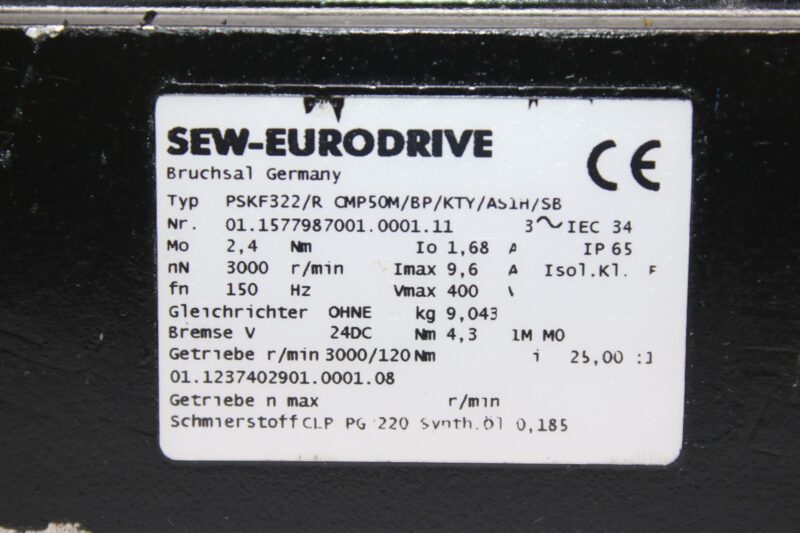 SEW-EURODRIVE
CE
Bruchsal Germany
Typ PSKF322/R CMP50M/BP/KTY/AS1H/SB
Nr. 01.1577987001.0001.11 3~ IEC 34
Mo 2,4 Nm Io 1,68 A IP 65
nN 3000 r/min Imax 9,6 A Isol.Kl. F
fn 150 Hz Vmax 400 V
Gleichrichter OHNE kg 9,043
Bremse V 24DC Nm 4,3 IM M0
Getriebe r/min 3000/120 Nm i 25,00 :1
01.1237402901.0001.08
Getriebe n max r/min
Schmierstoff CLP PG 220 Synth.öl 0,185